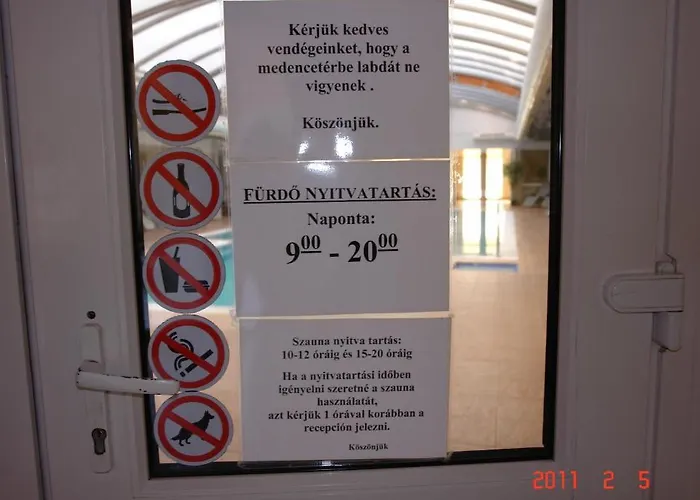 Kérjük kedves
vendégeinket, hogy a
medencetérbe labdát ne
vigyenek .
Köszönjük.
FÜRDŐ NYITVATARTÁS:
Naponta:
900 - 2000
Szauna nyitva tartás:
10-12 óráig és 15-20 óráig
Ha a nyitvatartási időben
igényelni szeretné a szauna
használatát,
azt kérjük 1 órával korábban a
recepción jelezni.
Köszönjük
2011 2 5